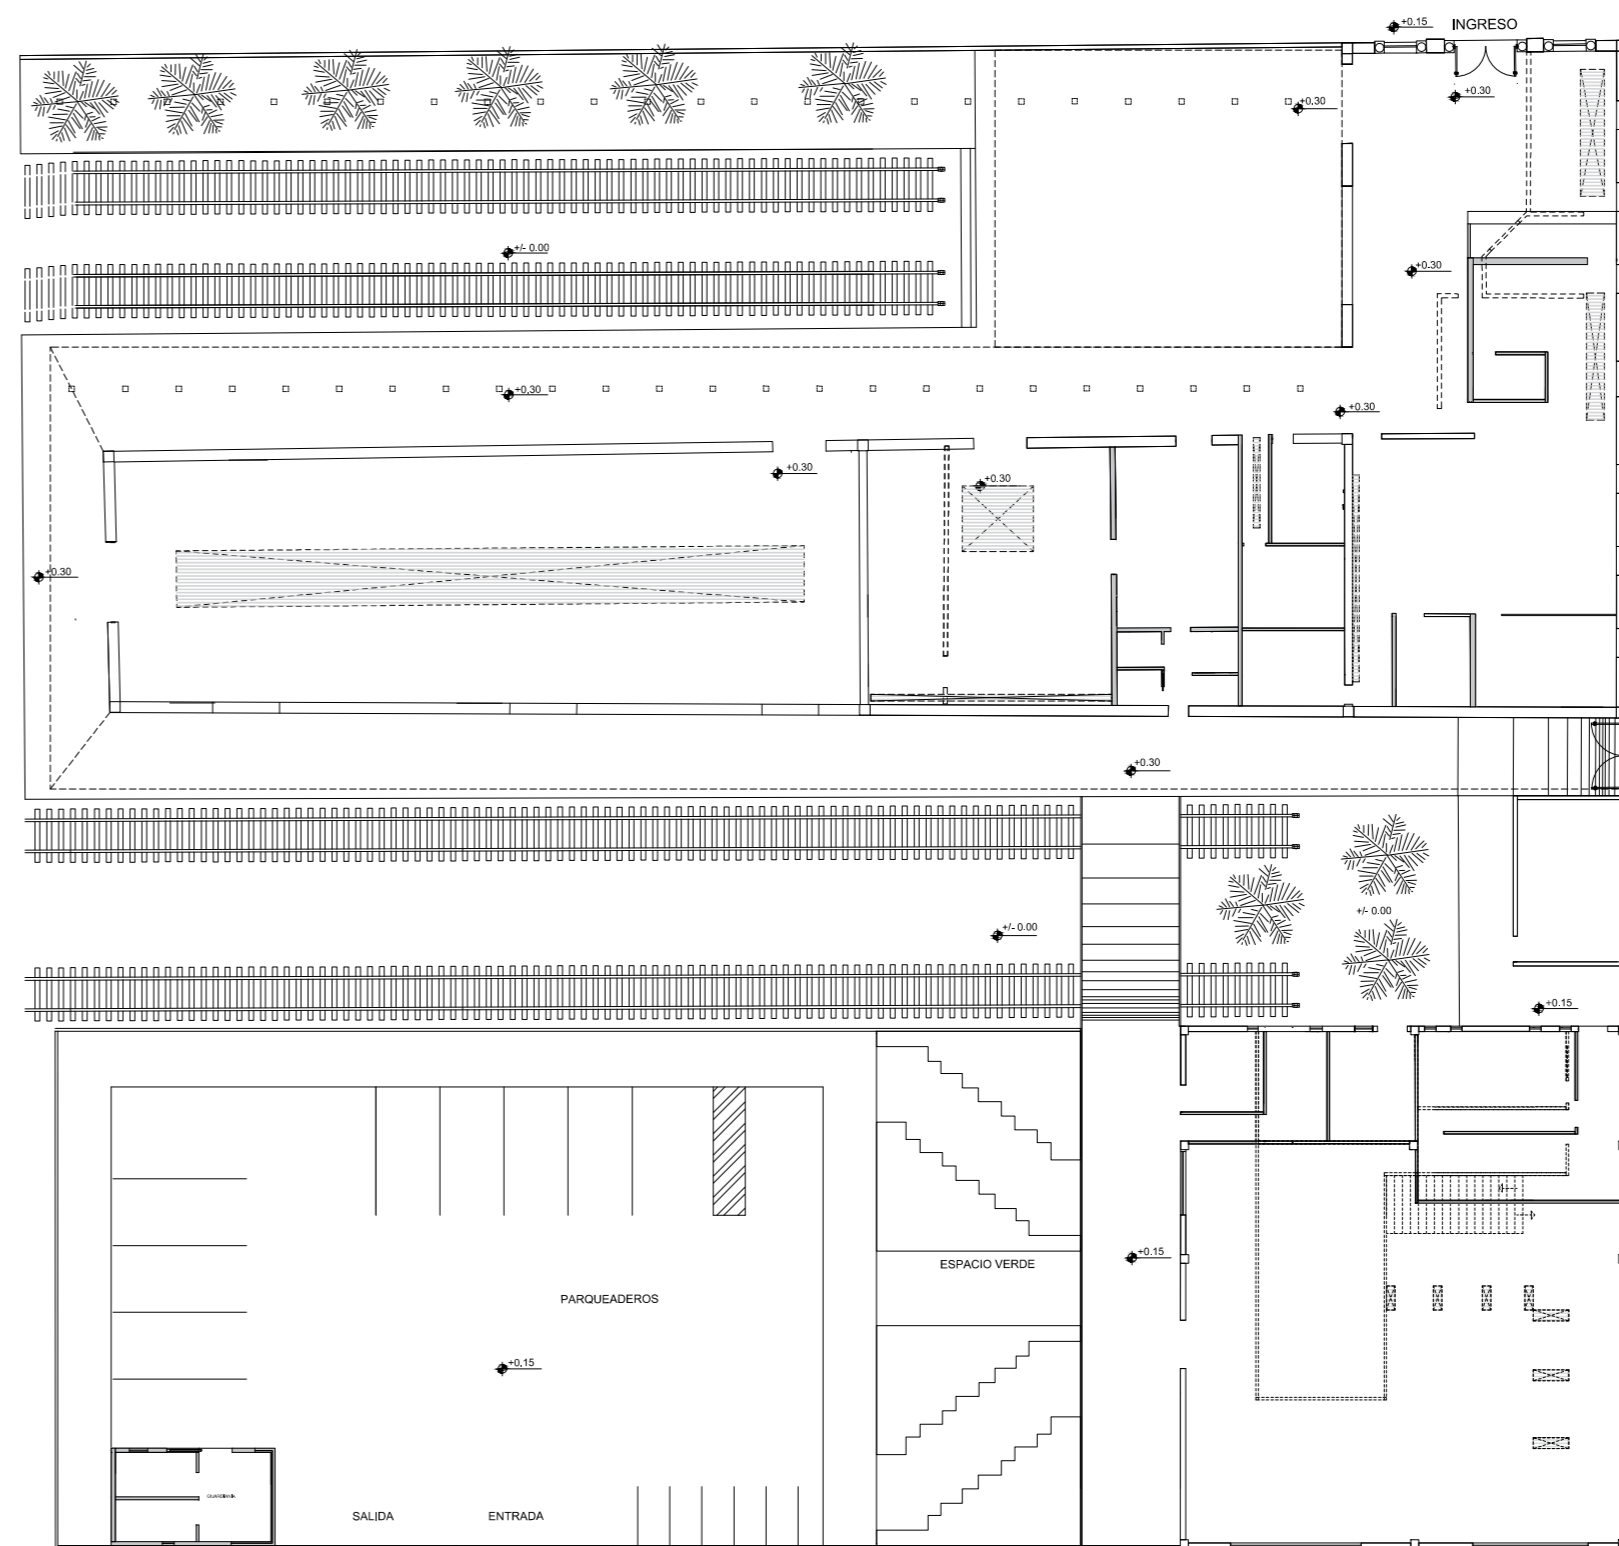 +0.15 INGRESO
+0.30
+0.30
+/- 0.00
+0.30
+0,30
+0.30
+0.30
+0.30
+0.30
+0.30
+/- 0.00
+/- 0.00
+0.15
+0.15
ESPACIO VERDE
PARQUEADEROS
+0,15
GUARDIANÍA
SALIDA
ENTRADA